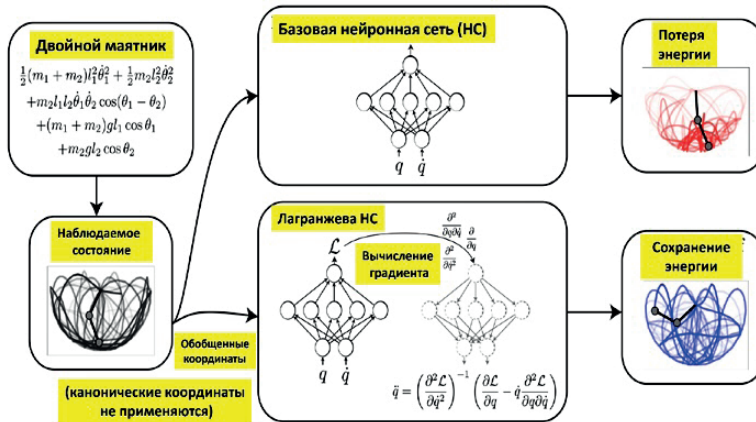 Двойной маятник
½(m₁ + m₂)l₁²θ̇₁² + ½m₂l₂²θ̇₂²
+m₂l₁l₂θ̇₁θ̇₂ cos(θ₁ − θ₂)
+(m₁ + m₂)gl₁ cos θ₁
+m₂gl₂ cos θ₂
Наблюдаемое
состояние
Обобщенные
координаты
(канонические координаты
не применяются)
Базовая нейронная сеть (НС)
q q̇
Лагранжева НС
ℒ
Вычисление
градиента
∂²/∂q∂q̇ ∂/∂q
∂²/∂q̇²
q q̇
q̈ = (∂²ℒ/∂q̇²)⁻¹ (∂ℒ/∂q − q̇ ∂²ℒ/∂q∂q̇)
Потеря
энергии
Сохранение
энергии